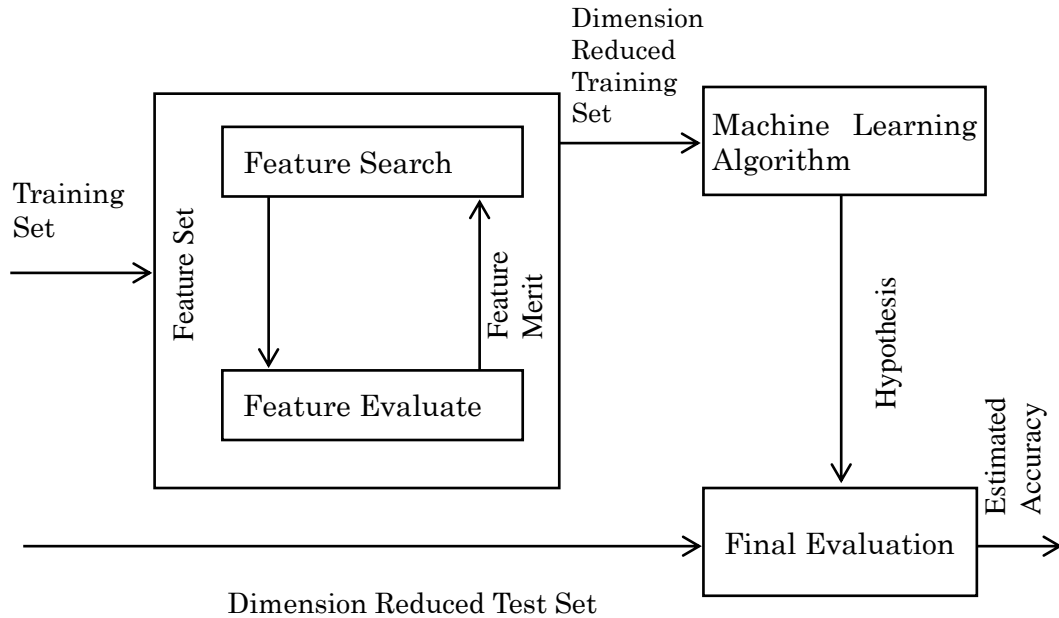 Dimension
Reduced
Training
Set
Machine Learning
Algorithm
Feature Search
Training
Set
Feature Set
Feature
Merit
Feature Evaluate
Hypothesis
Estimated
Accuracy
Final Evaluation
Dimension Reduced Test Set